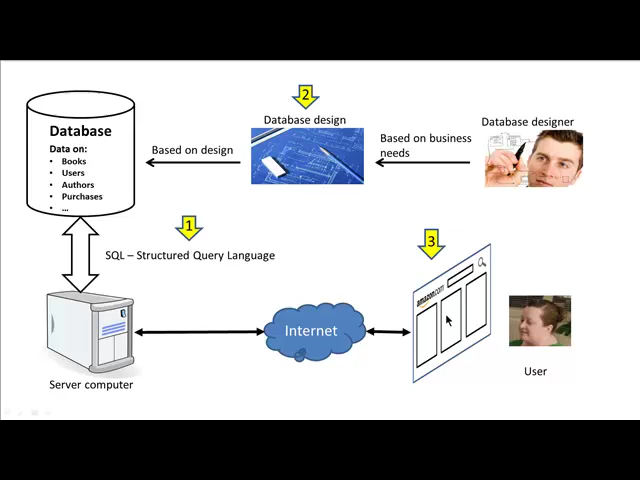 2
Database design
Database designer
Database
Data on:
• Books
• Users
• Authors
• Purchases
• ...
Based on design
Based on business
needs
1
SQL – Structured Query Language
3
amazon.com
Internet
Server computer
User